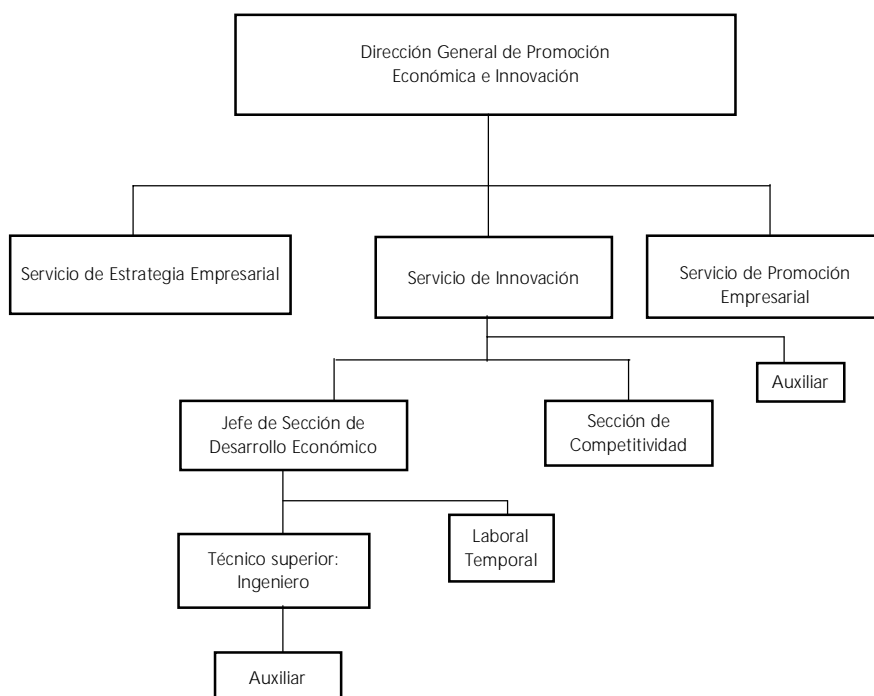 Dirección General de Promoción
Económica e Innovación
Servicio de Estrategia Empresarial
Servicio de Innovación
Servicio de Promoción
Empresarial
Auxiliar
Jefe de Sección de
Desarrollo Económico
Sección de
Competitividad
Laboral
Temporal
Técnico superior:
Ingeniero
Auxiliar